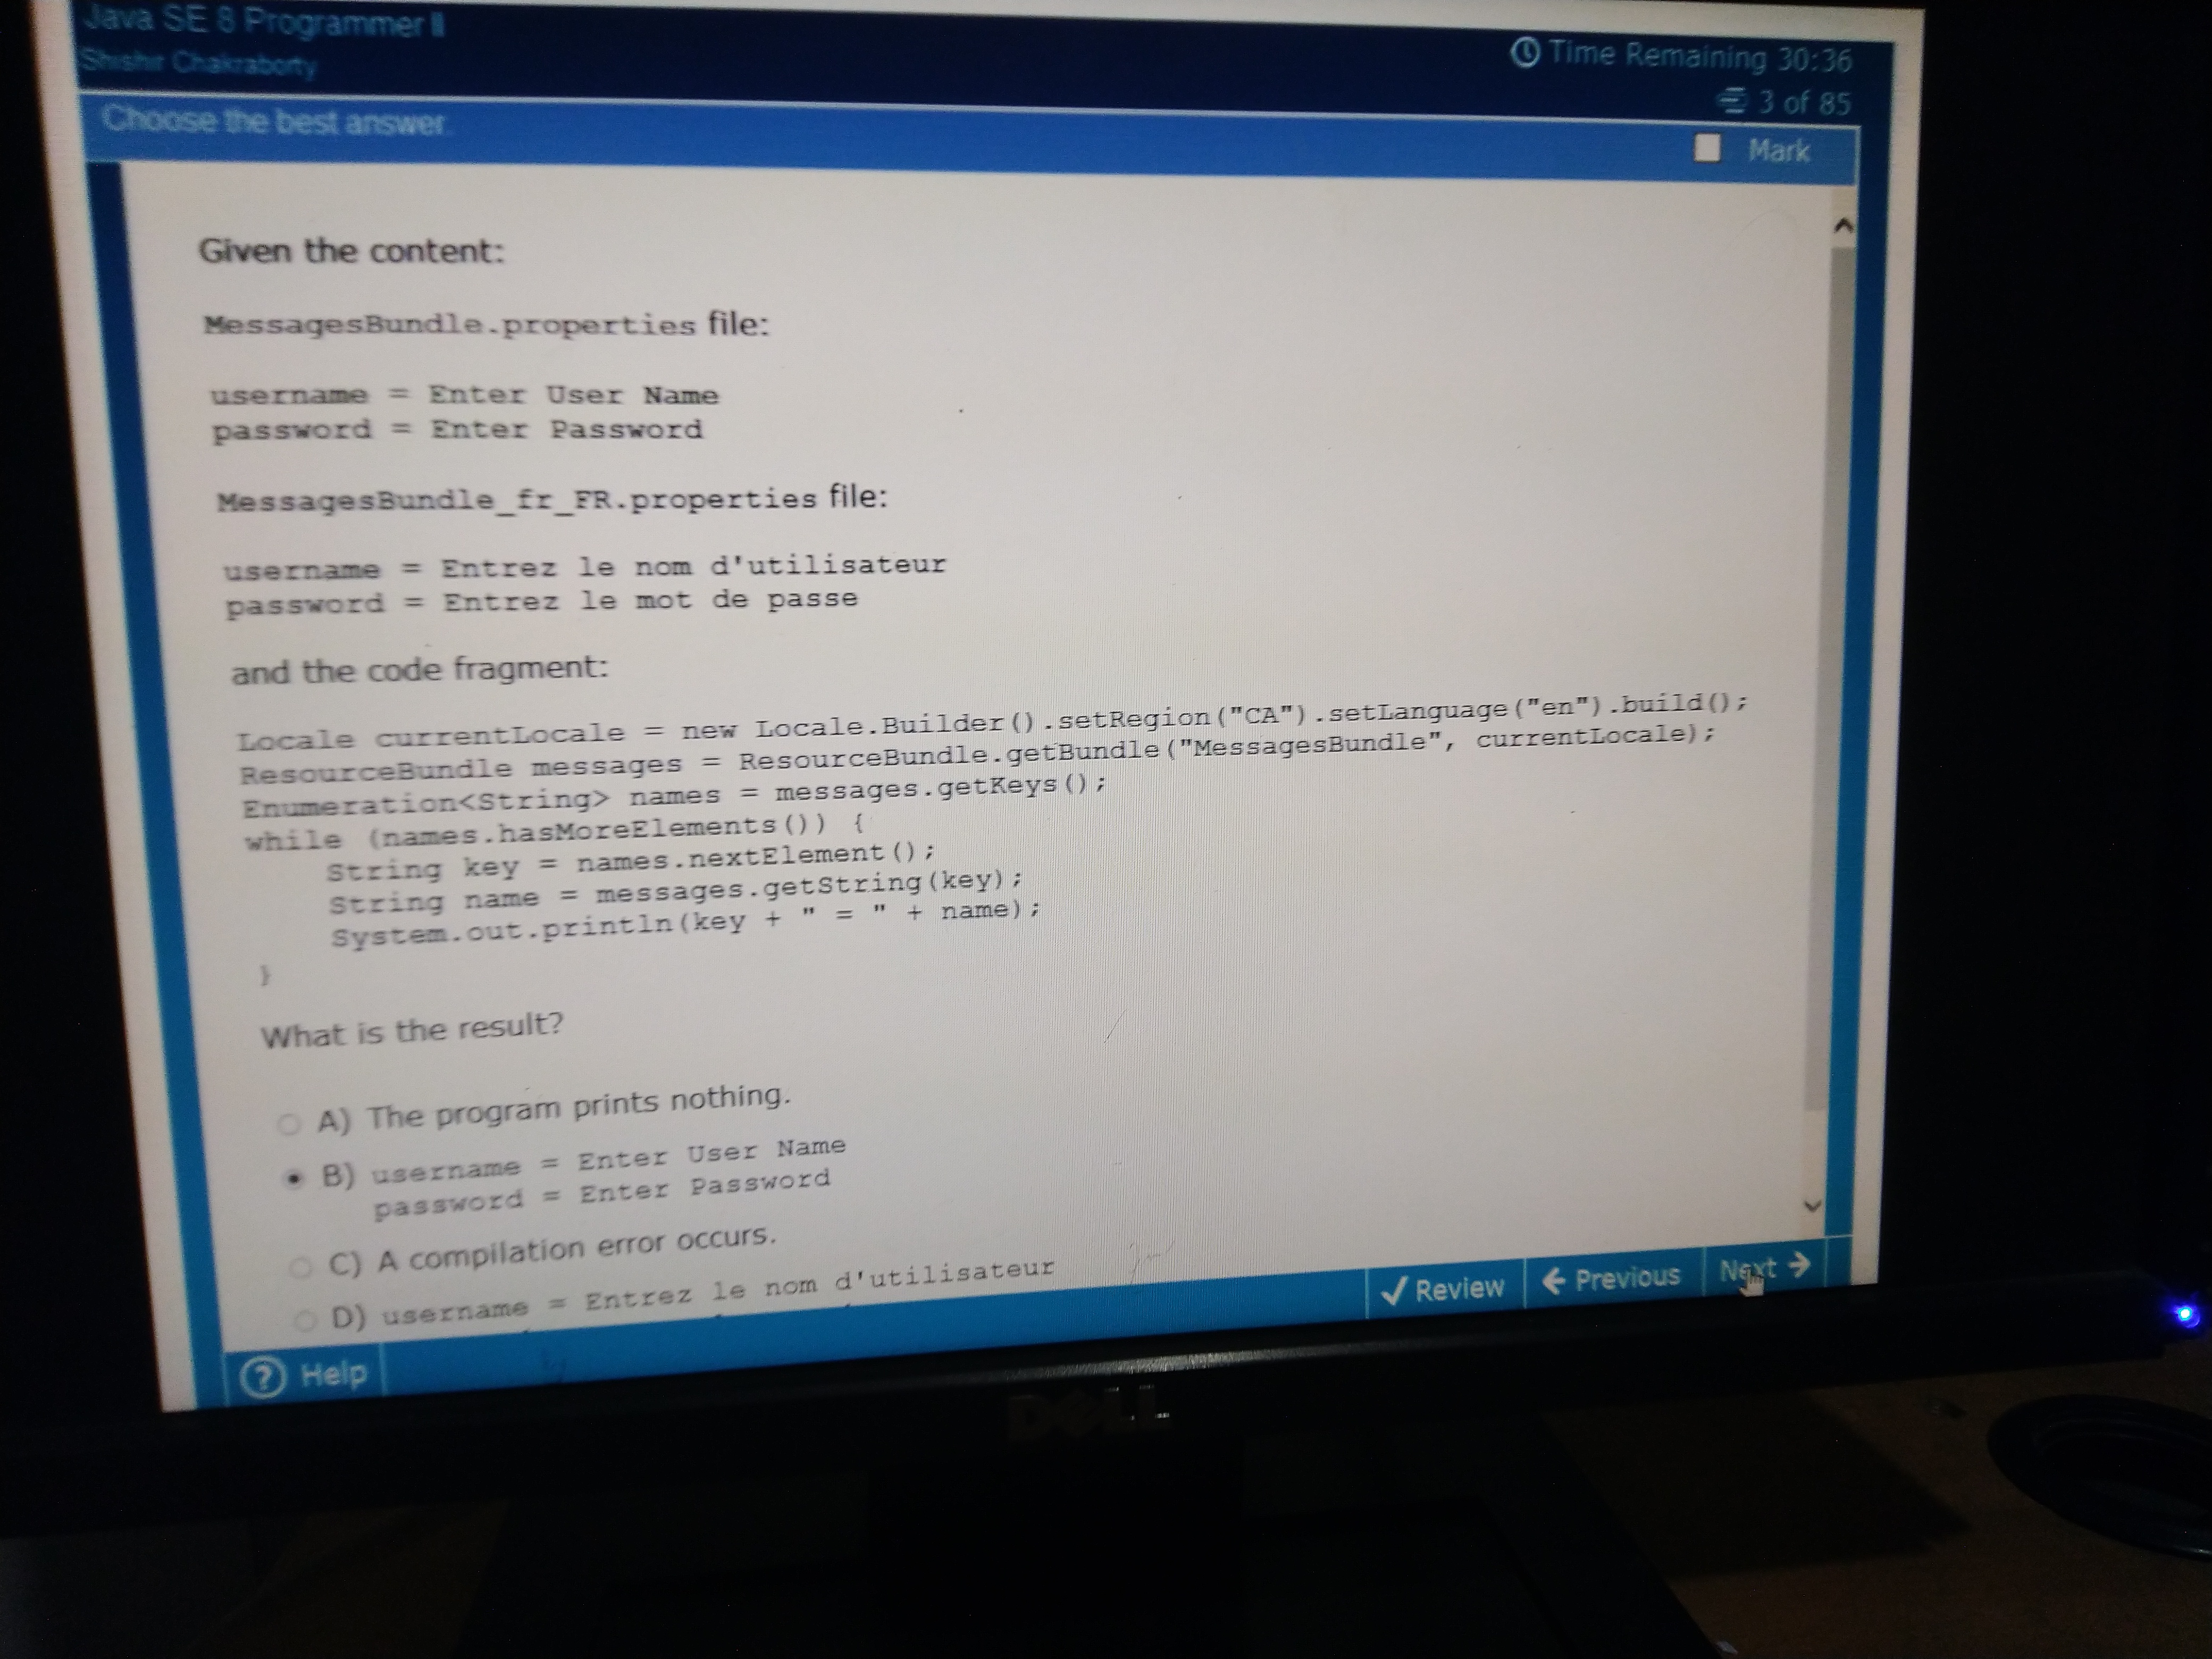 Java SE 8 Programmer II
Shishir Chakraborty
Time Remaining 30:36
3 of 85
Choose the best answer.
Mark
Given the content:
MessagesBundle.properties file:
username = Enter User Name
password = Enter Password
MessagesBundle_fr_FR.properties file:
username = Entrez le nom d'utilisateur
password = Entrez le mot de passe
and the code fragment:
Locale currentLocale = new Locale.Builder().setRegion("CA").setLanguage("en").build();
ResourceBundle messages = ResourceBundle.getBundle("MessagesBundle", currentLocale);
Enumeration<String> names = messages.getKeys();
while (names.hasMoreElements()) {
String key = names.nextElement();
String name = messages.getString(key);
System.out.println(key + " = " + name);
}
What is the result?
A) The program prints nothing.
B) username = Enter User Name
password = Enter Password
C) A compilation error occurs.
D) username = Entrez le nom d'utilisateur
Review
Previous
Next
Help
DELL